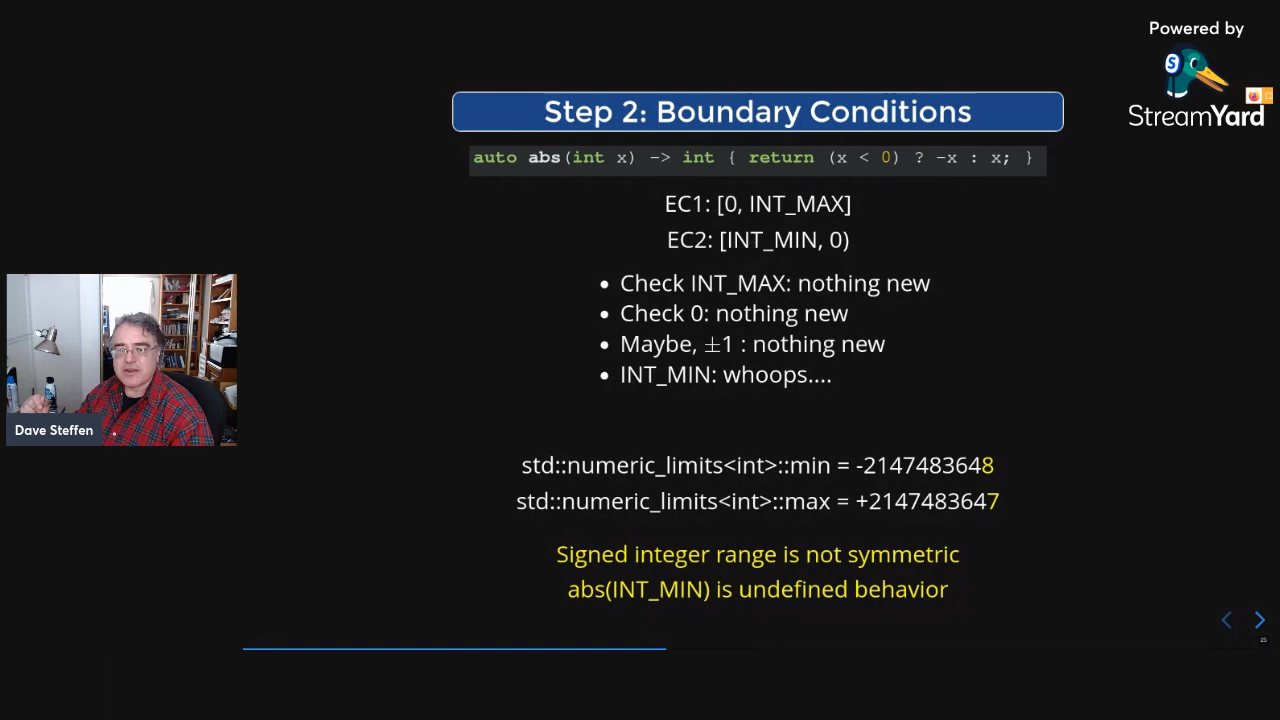 Powered by
S
StreamYard
Step 2: Boundary Conditions
auto abs(int x) -> int { return (x < 0) ? -x : x; }
EC1: [0, INT_MAX]
EC2: [INT_MIN, 0)
• Check INT_MAX: nothing new
• Check 0: nothing new
• Maybe, ±1 : nothing new
• INT_MIN: whoops....
Dave Steffen
std::numeric_limits<int>::min = -2147483648
std::numeric_limits<int>::max = +2147483647
Signed integer range is not symmetric
abs(INT_MIN) is undefined behavior
25